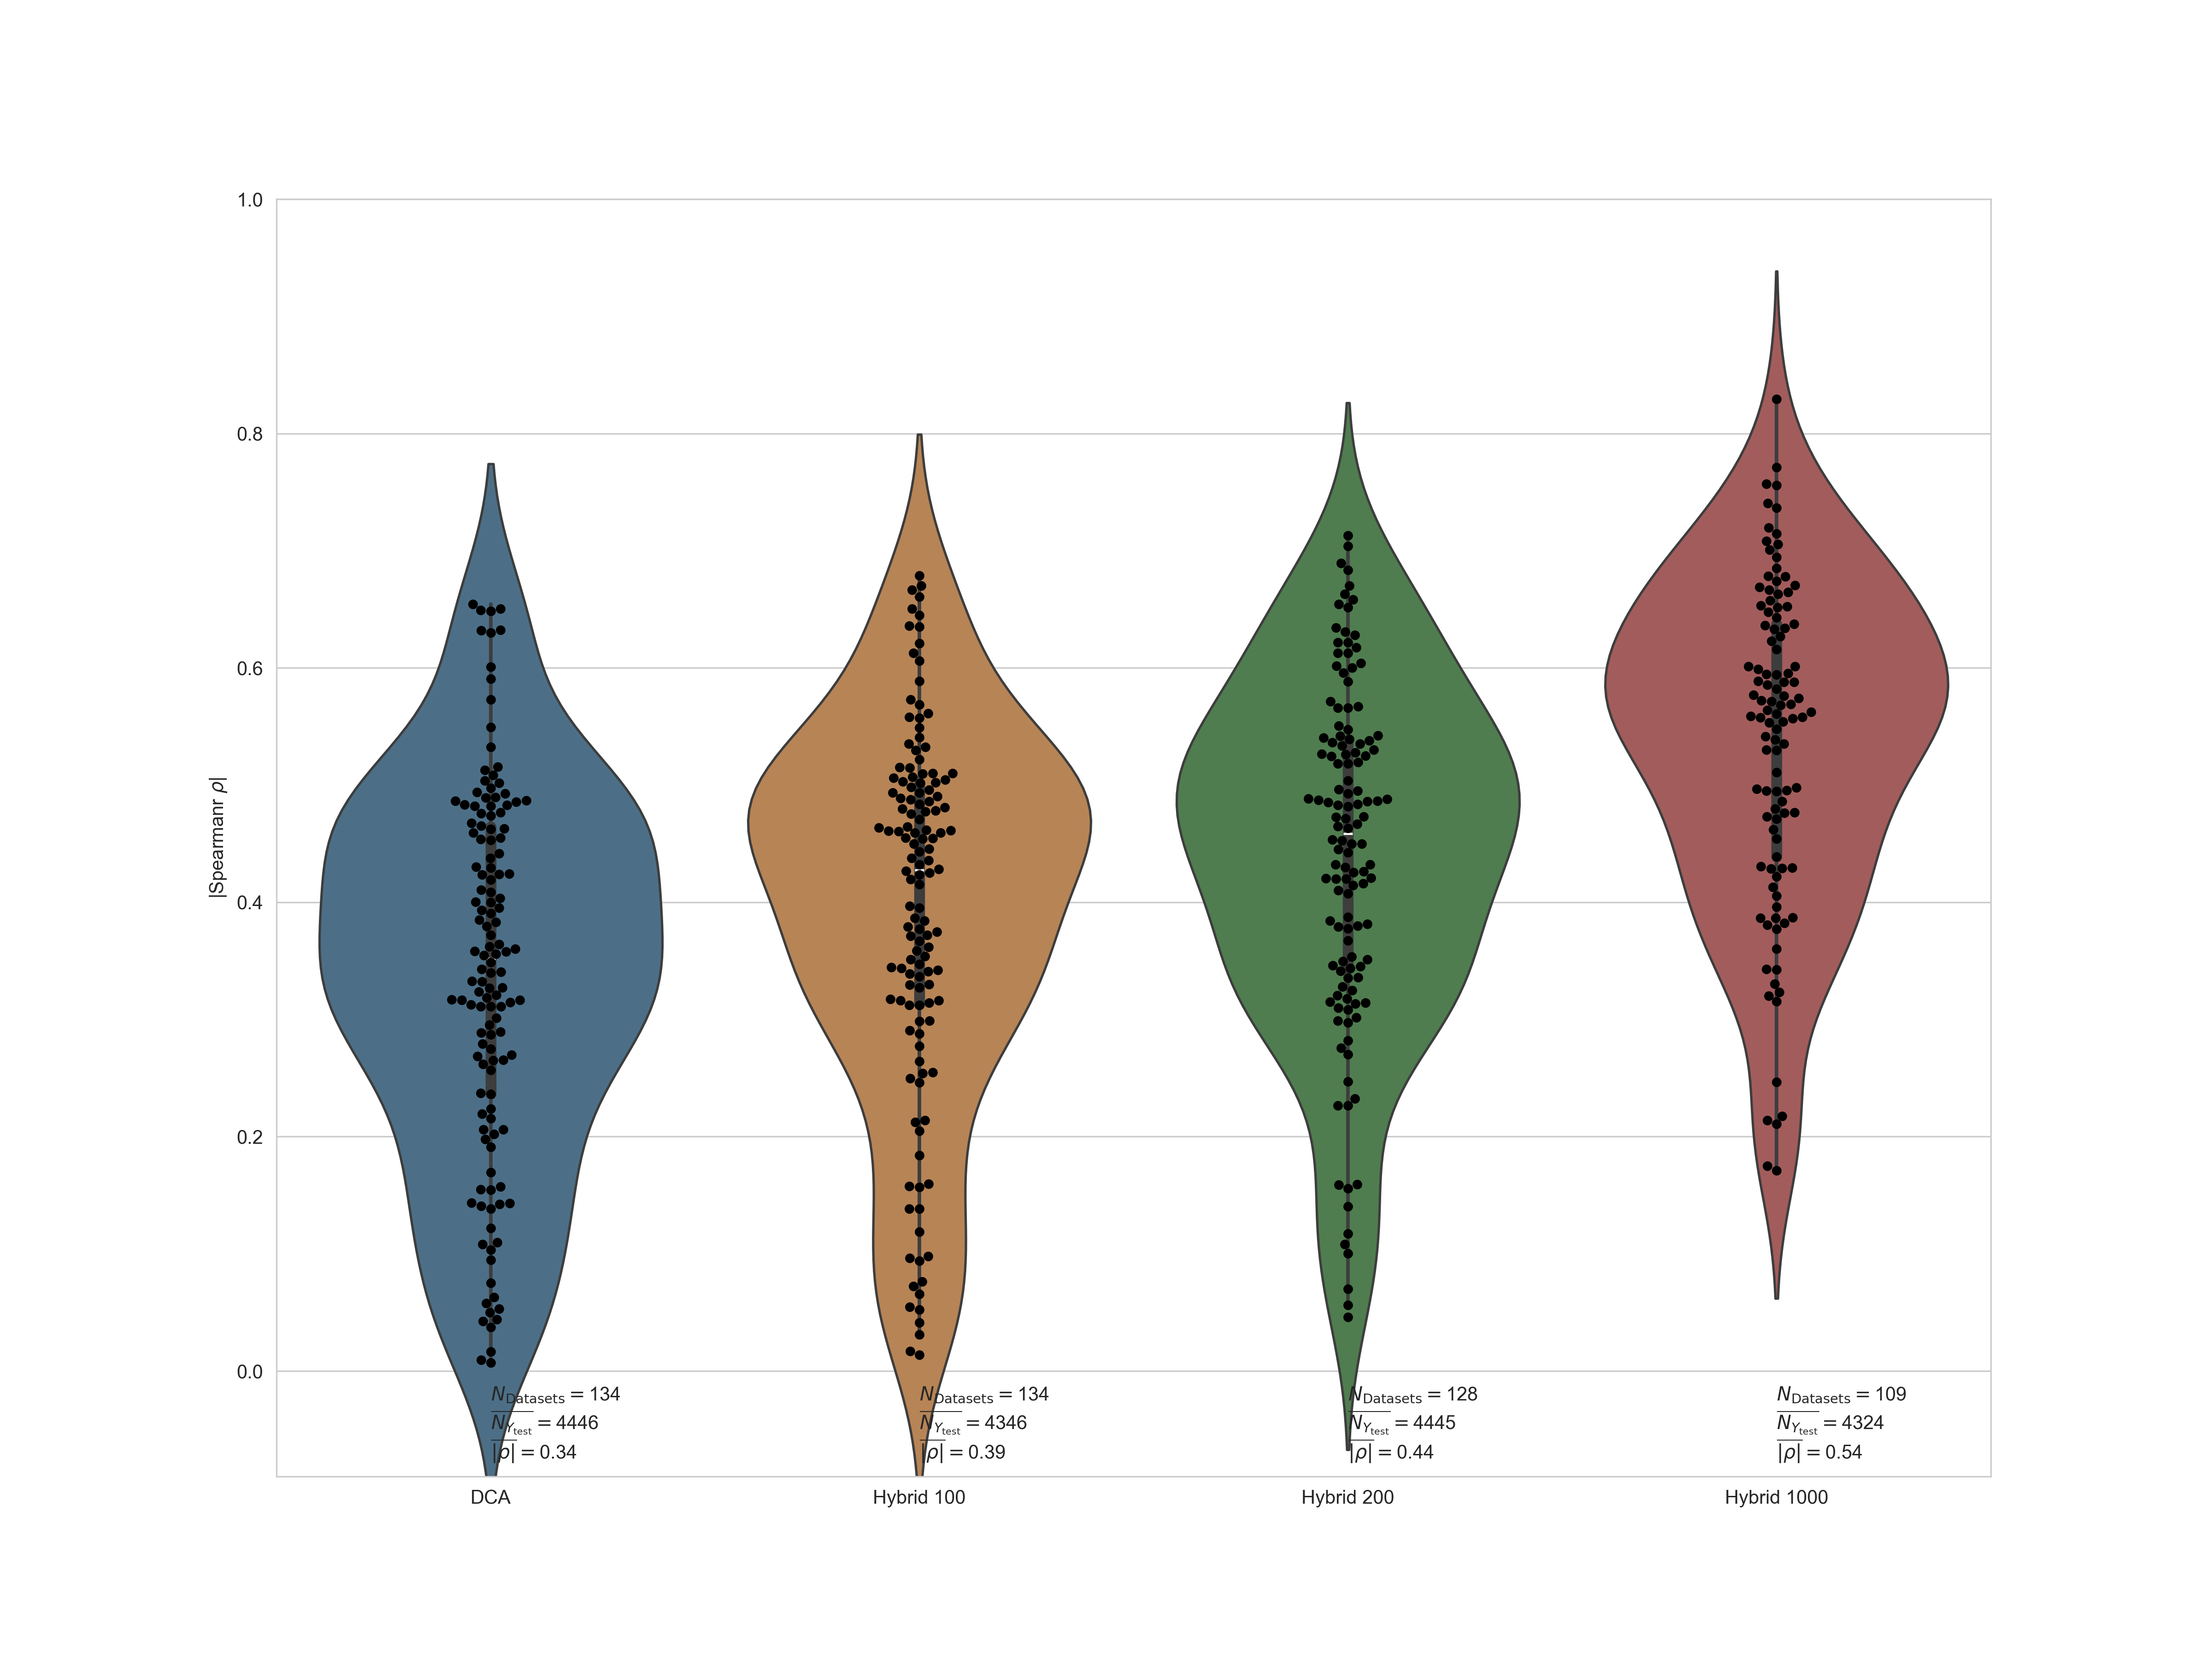 1.0
0.8
0.6
0.4
0.2
0.0
|Spearmanr ρ|
N_Datasets = 134
N_Y_test = 4446
|ρ| = 0.34
N_Datasets = 134
N_Y_test = 4346
|ρ| = 0.39
N_Datasets = 128
N_Y_test = 4445
|ρ| = 0.44
N_Datasets = 109
N_Y_test = 4324
|ρ| = 0.54
DCA
Hybrid 100
Hybrid 200
Hybrid 1000